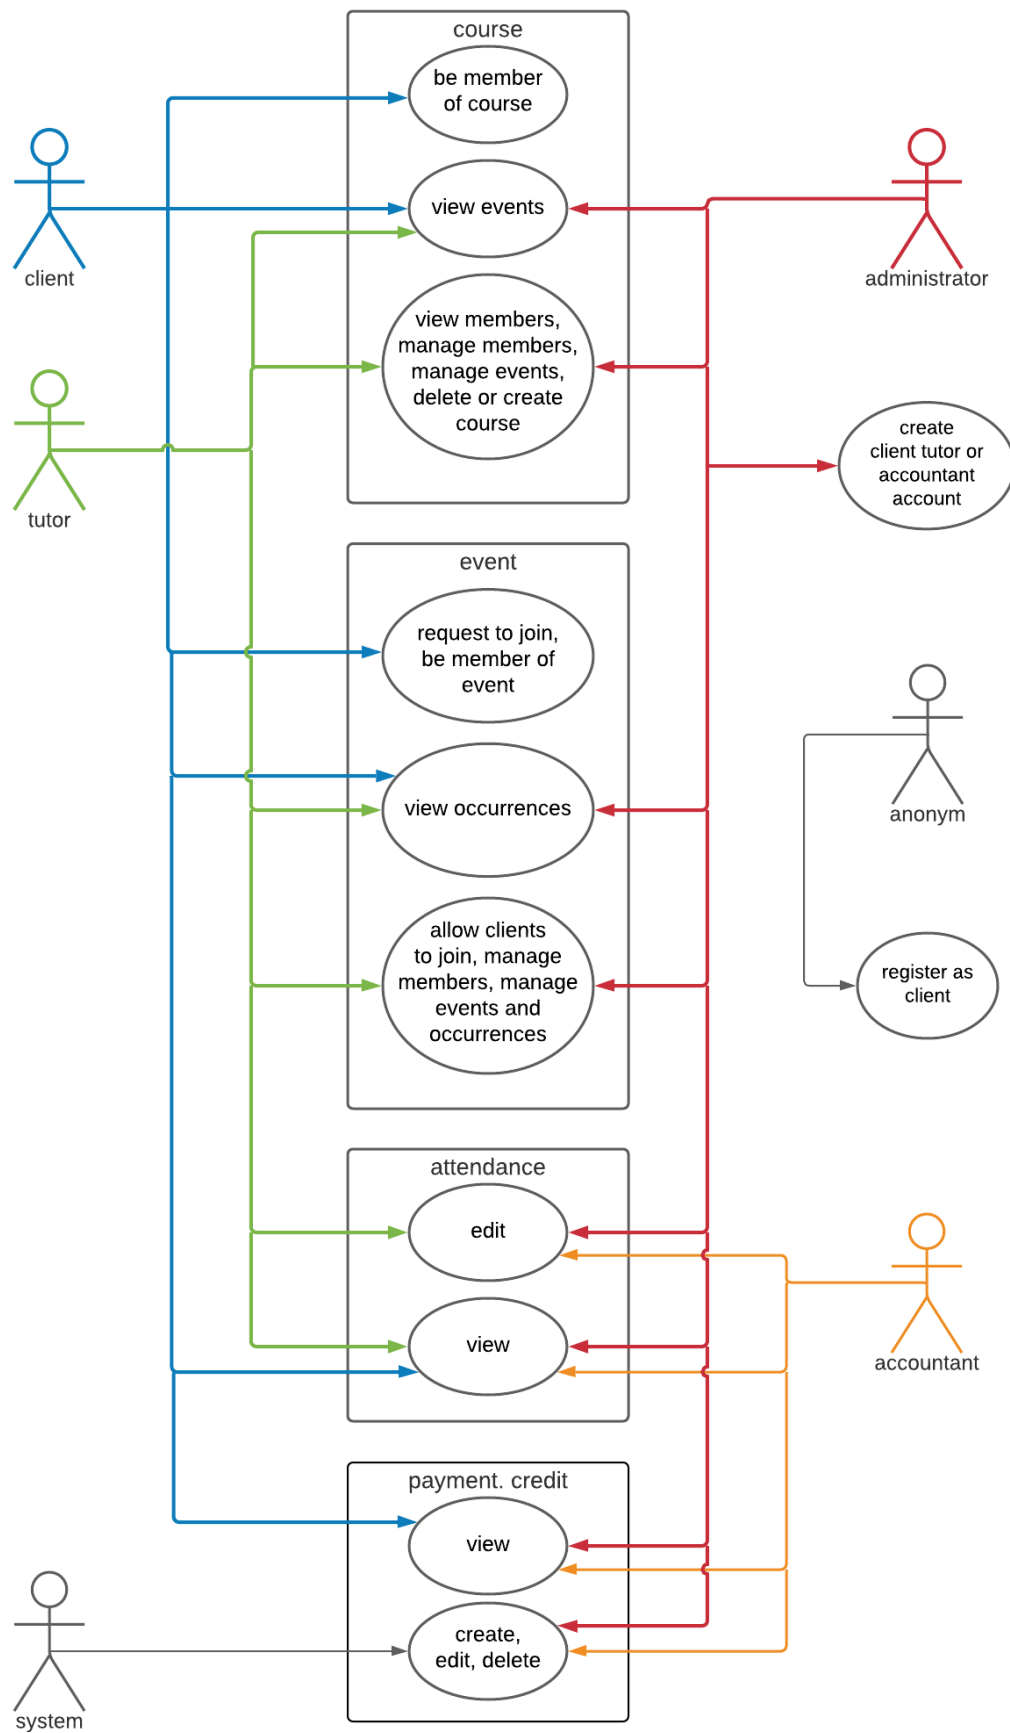 course
be member
of course
view events
client
administrator
view members,
manage members,
manage events,
delete or create
course
create
client tutor or
accountant
account
tutor
event
request to join,
be member of
event
view occurrences
anonym
allow clients
to join, manage
members, manage
events and
occurrences
register as
client
attendance
edit
view
accountant
payment. credit
view
create,
edit, delete
system